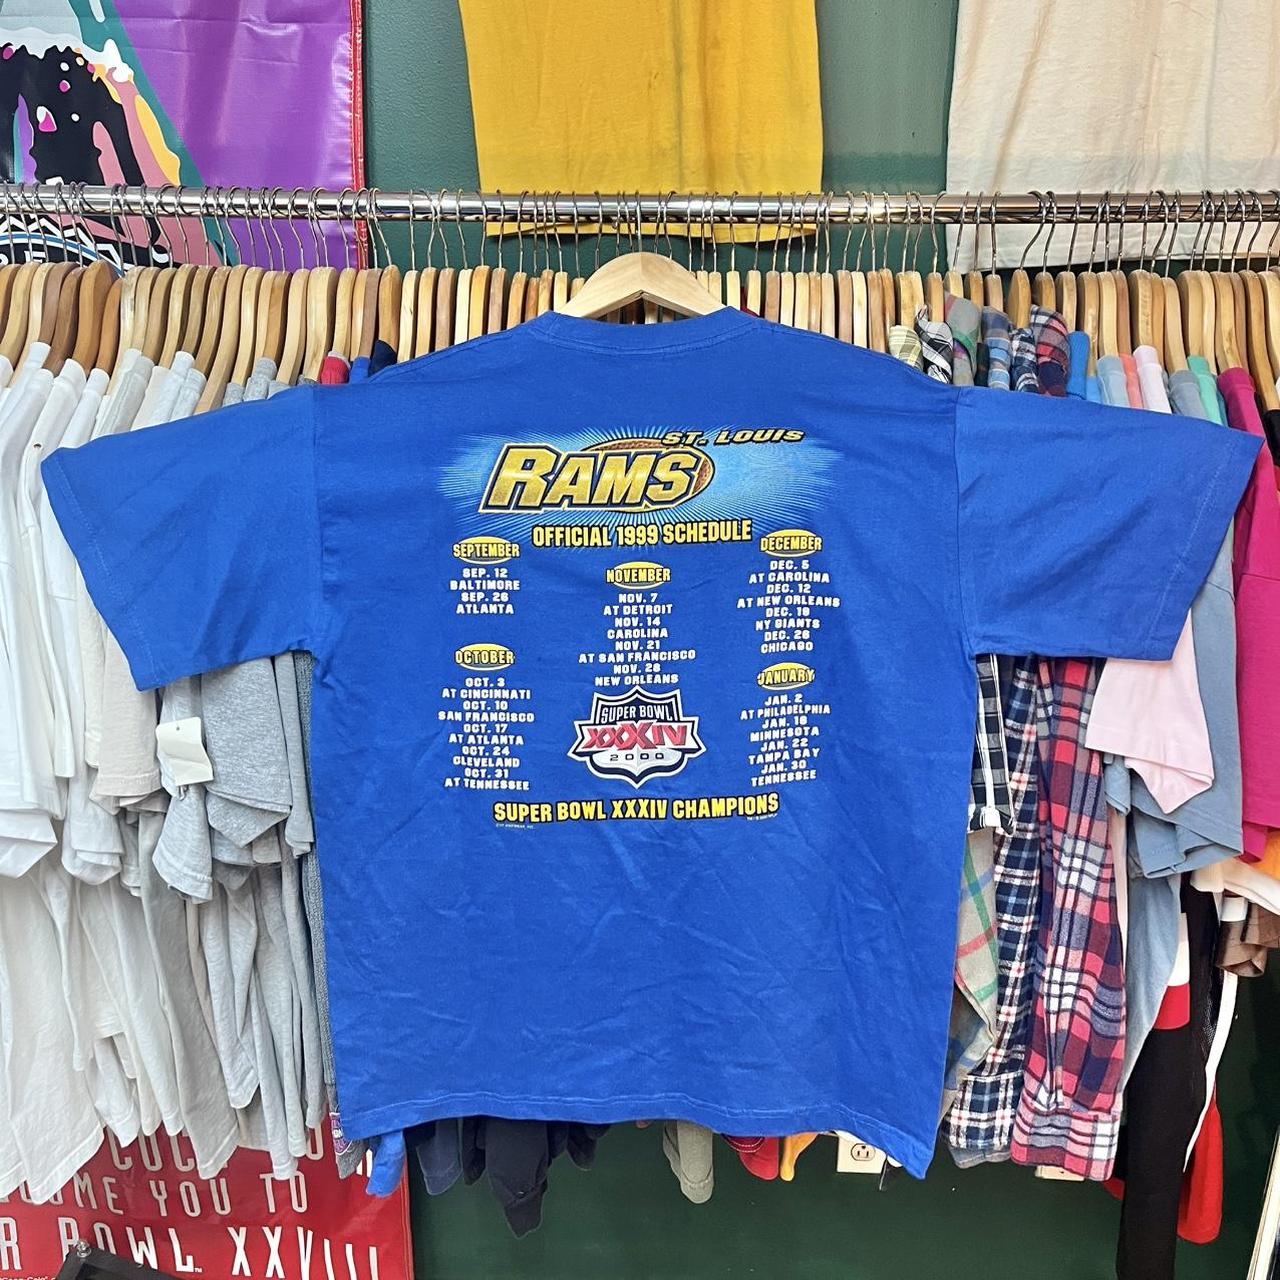 ST. LOUIS
RAMS
OFFICIAL 1999 SCHEDULE
SEPTEMBER
SEP. 12
BALTIMORE
SEP. 26
ATLANTA
OCTOBER
OCT. 3
AT CINCINNATI
OCT. 10
SAN FRANCISCO
OCT. 17
AT ATLANTA
OCT. 24
CLEVELAND
OCT. 31
AT TENNESSEE
NOVEMBER
NOV. 7
AT DETROIT
NOV. 14
CAROLINA
NOV. 21
AT SAN FRANCISCO
NOV. 28
NEW ORLEANS
SUPER BOWL
XXXIV
2000
DECEMBER
DEC. 5
AT CAROLINA
DEC. 12
AT NEW ORLEANS
DEC. 19
NY GIANTS
DEC. 26
CHICAGO
JANUARY
JAN. 2
AT PHILADELPHIA
JAN. 16
MINNESOTA
JAN. 22
TAMPA BAY
JAN. 30
TENNESSEE
SUPER BOWL XXXIV CHAMPIONS
YOU TO
XXVIII